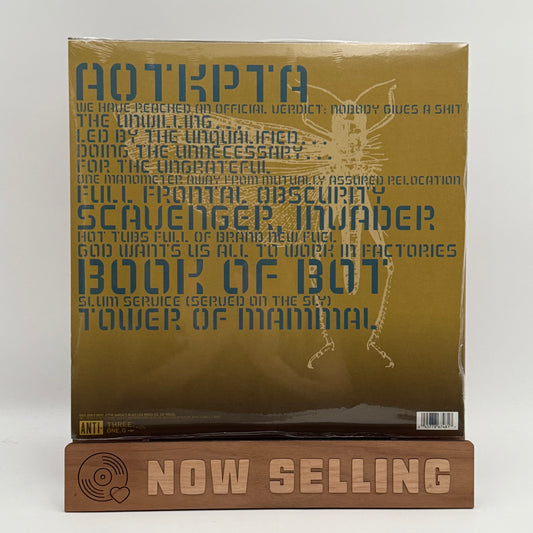 AOTKPTA
WE HAVE REACHED AN OFFICIAL VERDICT: NOBODY GIVES A SHIT
THE UNWILLING...
LED BY THE UNQUALIFIED...
DOING THE UNNECESSARY...
FOR THE UNGRATEFUL
ONE MANOMETER AWAY FROM MUTUALLY ASSURED RELOCATION
FULL FRONTAL OBSCURITY
SCAVENGER, INVADER
HOT TUBS FULL OF BRAND NEW FUEL
GOD WANTS US ALL TO WORK IN FACTORIES
BOOK OF BOT
SLUM SERVICE (SERVED ON THE SLY)
TOWER OF MAMMAL
ANTI-
THREE.
ONE.G
NOW SELLING